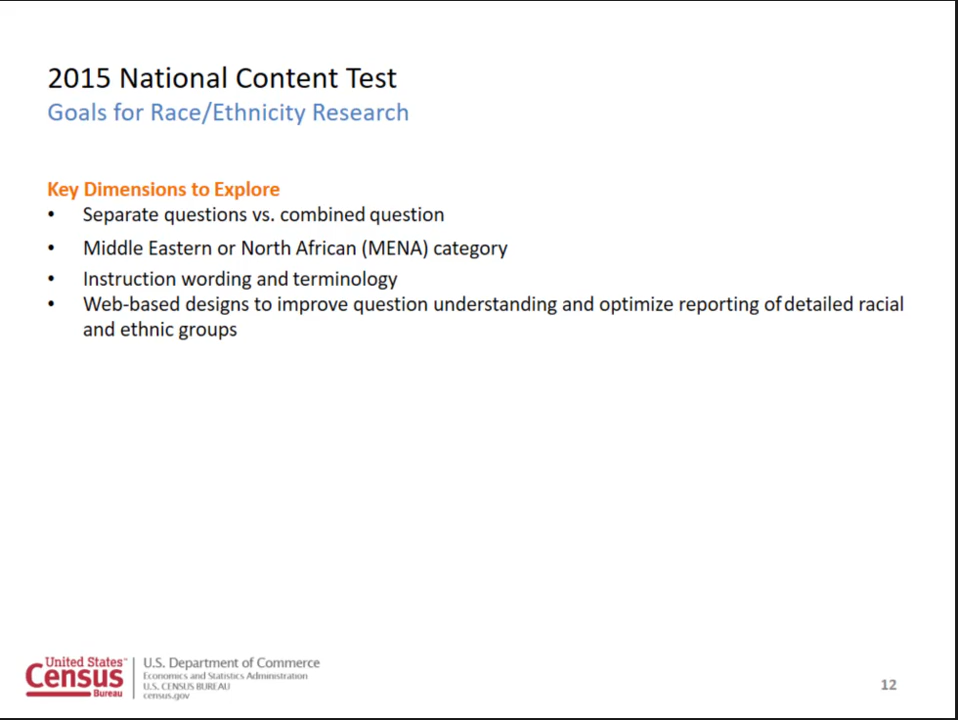 2015 National Content Test
Goals for Race/Ethnicity Research
Key Dimensions to Explore
• Separate questions vs. combined question
• Middle Eastern or North African (MENA) category
• Instruction wording and terminology
• Web-based designs to improve question understanding and optimize reporting of detailed racial
and ethnic groups
United States™
Census
Bureau
U.S. Department of Commerce
Economics and Statistics Administration
U.S. CENSUS BUREAU
census.gov
12